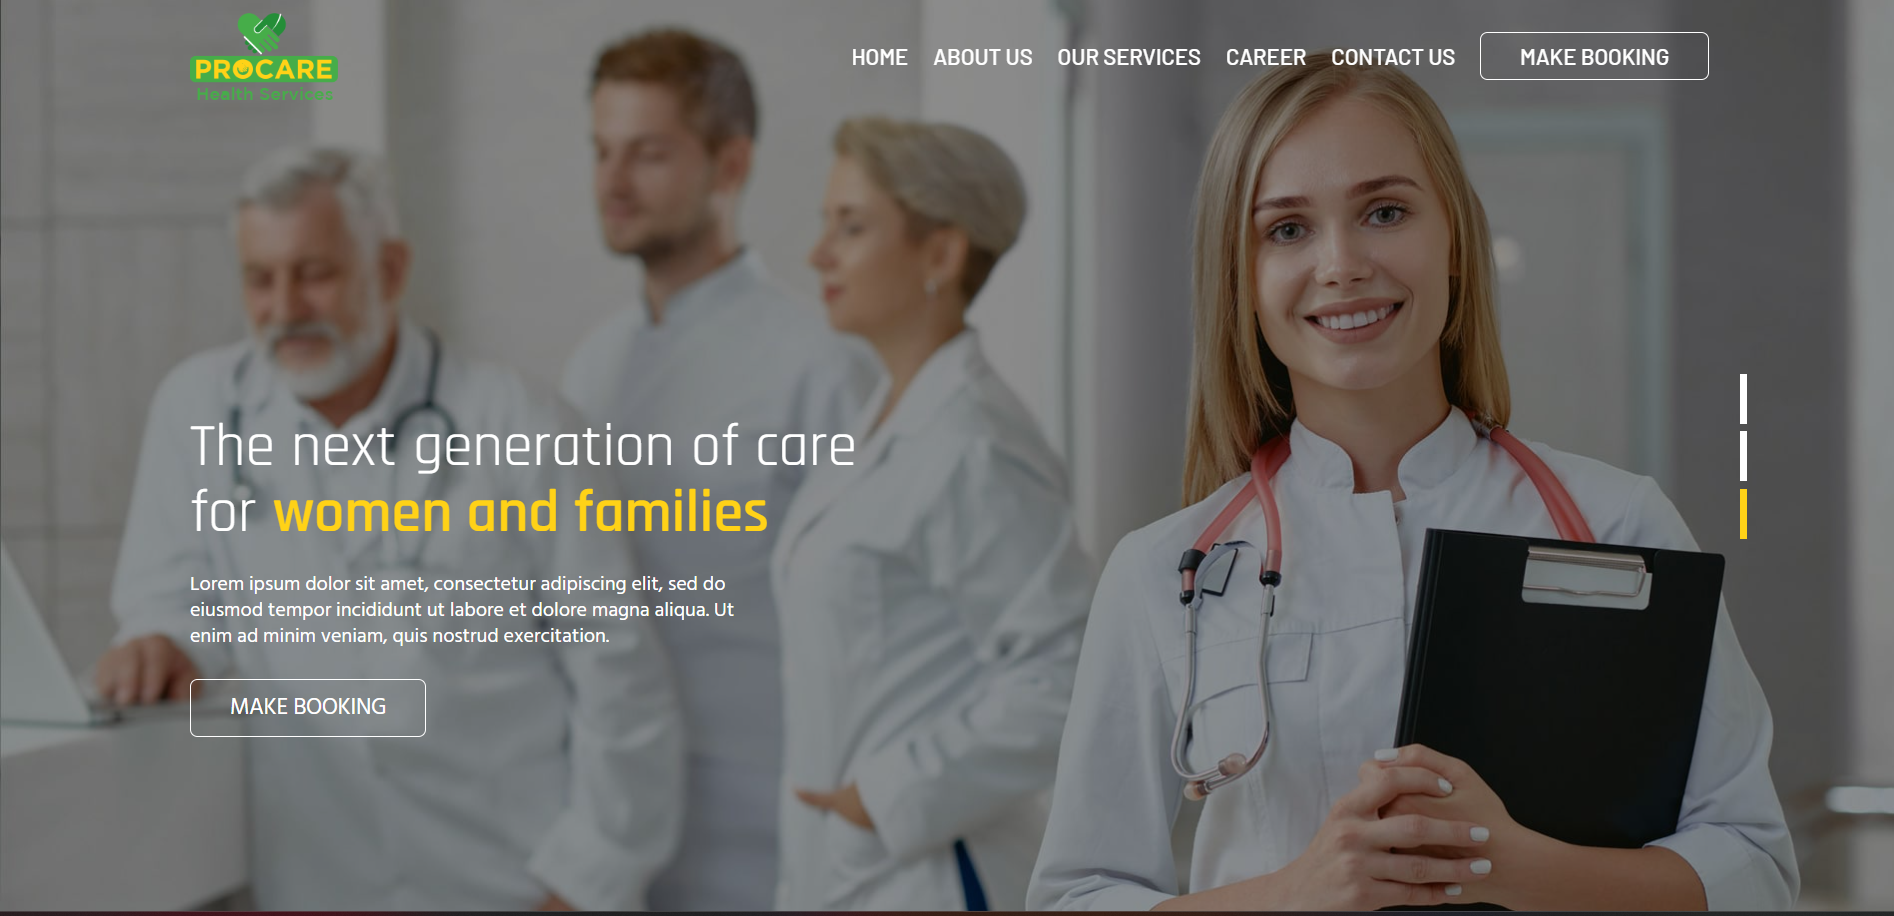 PROCARE
Health Services
HOME ABOUT US OUR SERVICES CAREER CONTACT US MAKE BOOKING
The next generation of care
for women and families
Lorem ipsum dolor sit amet, consectetur adipiscing elit, sed do
eiusmod tempor incididunt ut labore et dolore magna aliqua. Ut
enim ad minim veniam, quis nostrud exercitation.
MAKE BOOKING